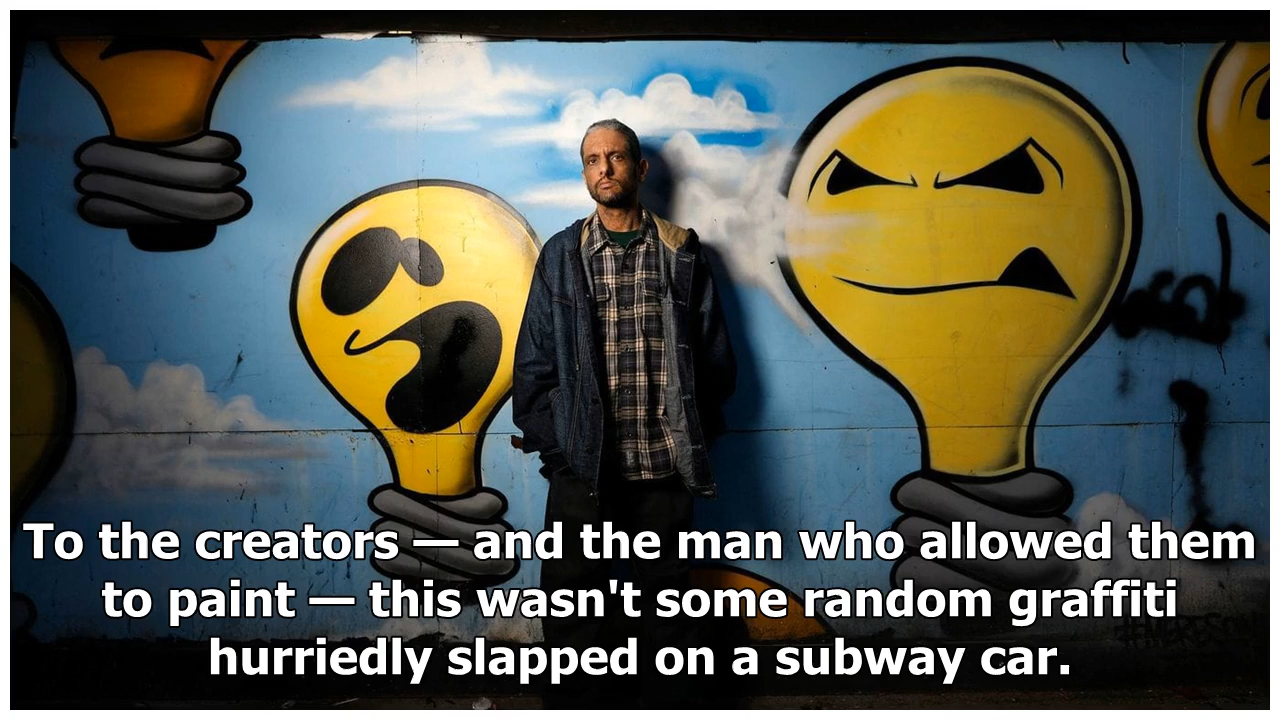 To the creators — and the man who allowed them
to paint — this wasn't some random graffiti
hurriedly slapped on a subway car.